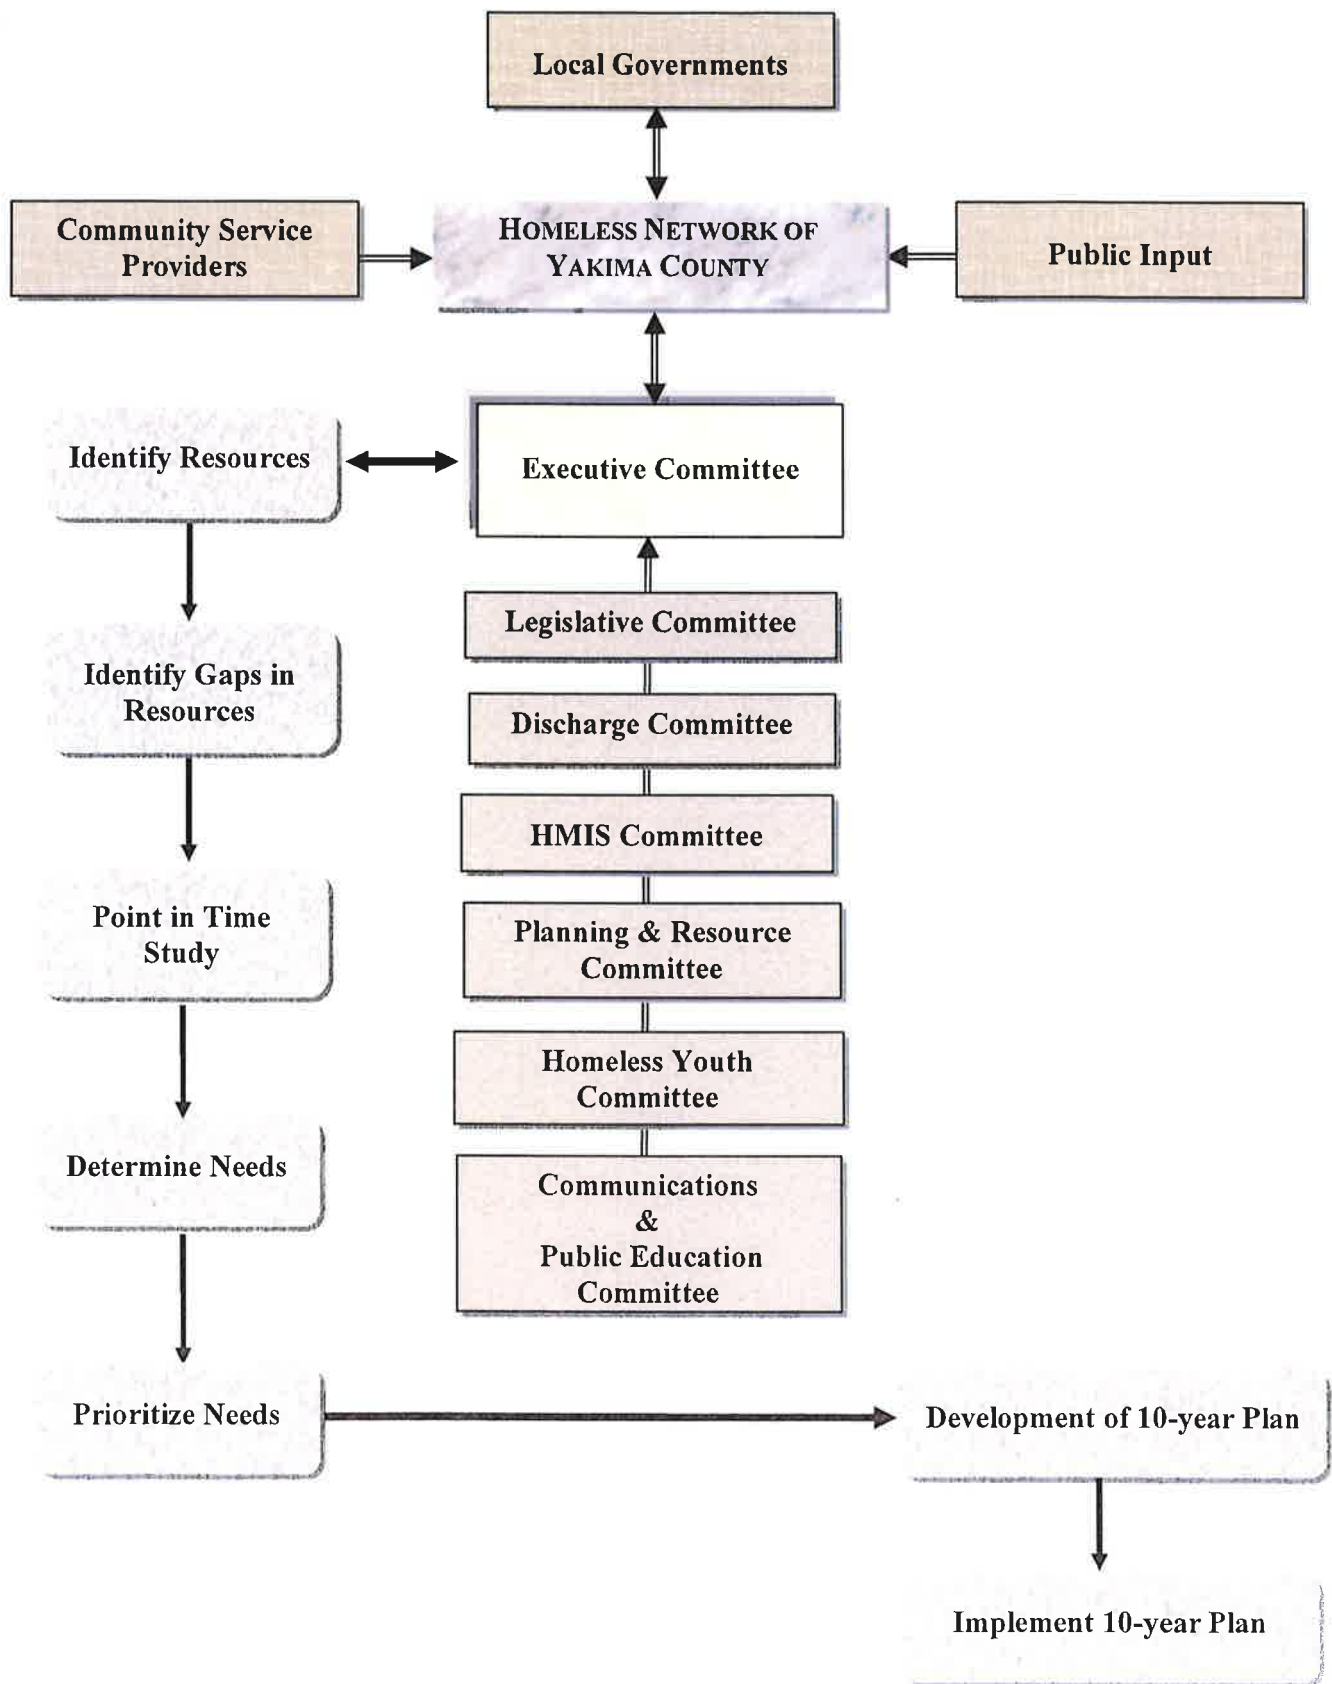 Local Governments
Community Service
Providers
HOMELESS NETWORK OF
YAKIMA COUNTY
Public Input
Identify Resources
Executive Committee
Legislative Committee
Identify Gaps in
Resources
Discharge Committee
HMIS Committee
Point in Time
Study
Planning & Resource
Committee
Homeless Youth
Committee
Determine Needs
Communications
&
Public Education
Committee
Prioritize Needs
Development of 10-year Plan
Implement 10-year Plan